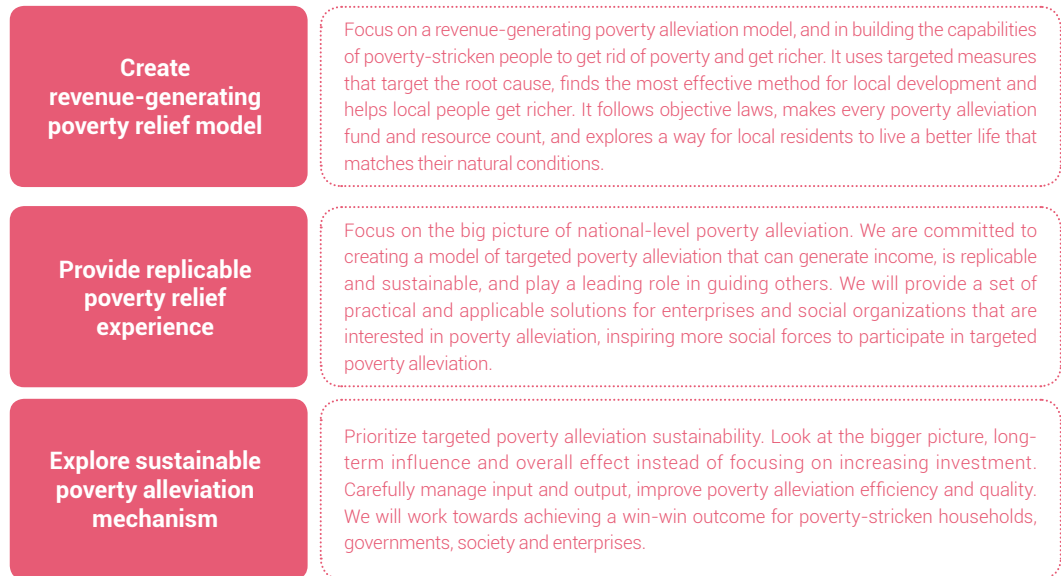 Create
revenue-generating
poverty relief model
Focus on a revenue-generating poverty alleviation model, and in building the capabilities
of poverty-stricken people to get rid of poverty and get richer. It uses targeted measures
that target the root cause, finds the most effective method for local development and
helps local people get richer. It follows objective laws, makes every poverty alleviation
fund and resource count, and explores a way for local residents to live a better life that
matches their natural conditions.
Provide replicable
poverty relief
experience
Focus on the big picture of national-level poverty alleviation. We are committed to
creating a model of targeted poverty alleviation that can generate income, is replicable
and sustainable, and play a leading role in guiding others. We will provide a set of
practical and applicable solutions for enterprises and social organizations that are
interested in poverty alleviation, inspiring more social forces to participate in targeted
poverty alleviation.
Explore sustainable
poverty alleviation
mechanism
Prioritize targeted poverty alleviation sustainability. Look at the bigger picture, long-
term influence and overall effect instead of focusing on increasing investment.
Carefully manage input and output, improve poverty alleviation efficiency and quality.
We will work towards achieving a win-win outcome for poverty-stricken households,
governments, society and enterprises.